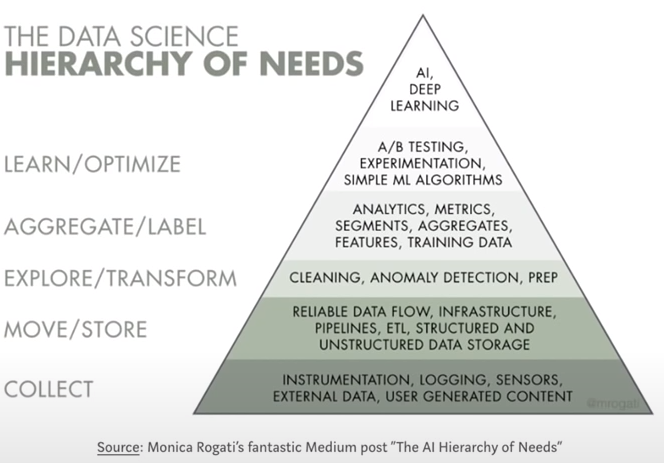 THE DATA SCIENCE
HIERARCHY OF NEEDS
AI,
DEEP
LEARNING
LEARN/OPTIMIZE
A/B TESTING,
EXPERIMENTATION,
SIMPLE ML ALGORITHMS
AGGREGATE/LABEL
ANALYTICS, METRICS,
SEGMENTS, AGGREGATES,
FEATURES, TRAINING DATA
EXPLORE/TRANSFORM
CLEANING, ANOMALY DETECTION, PREP
MOVE/STORE
RELIABLE DATA FLOW, INFRASTRUCTURE,
PIPELINES, ETL, STRUCTURED AND
UNSTRUCTURED DATA STORAGE
COLLECT
INSTRUMENTATION, LOGGING, SENSORS,
EXTERNAL DATA, USER GENERATED CONTENT
@mrogati
Source: Monica Rogati's fantastic Medium post "The AI Hierarchy of Needs"